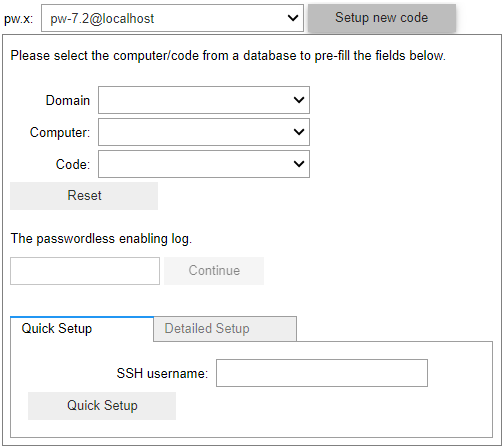 pw.x: pw-7.2@localhost Setup new code
Please select the computer/code from a database to pre-fill the fields below.
Domain
Computer:
Code:
Reset
The passwordless enabling log.
Continue
Quick Setup Detailed Setup
SSH username:
Quick Setup